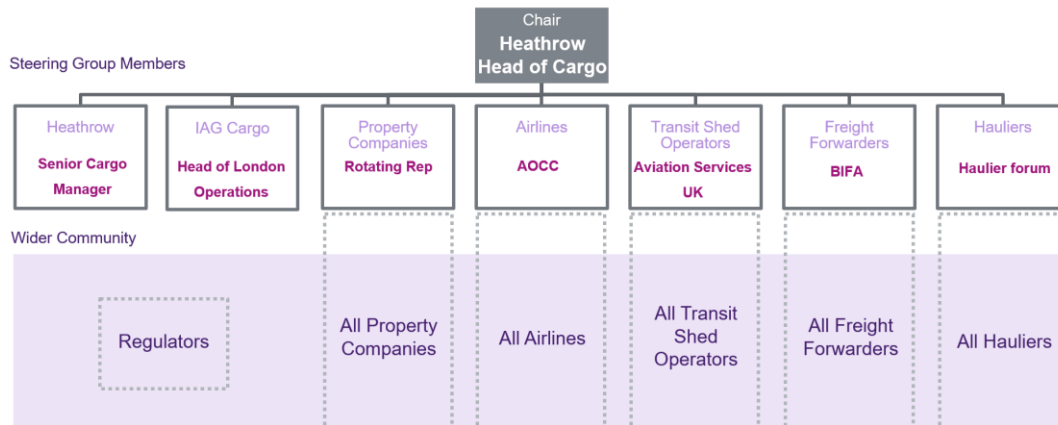 Chair
Heathrow
Head of Cargo
Steering Group Members
Heathrow
Senior Cargo
Manager
IAG Cargo
Head of London
Operations
Property
Companies
Rotating Rep
Airlines
AOCC
Transit Shed
Operators
Aviation Services
UK
Freight
Forwarders
BIFA
Hauliers
Haulier forum
Wider Community
Regulators
All Property
Companies
All Airlines
All Transit
Shed
Operators
All Freight
Forwarders
All Hauliers